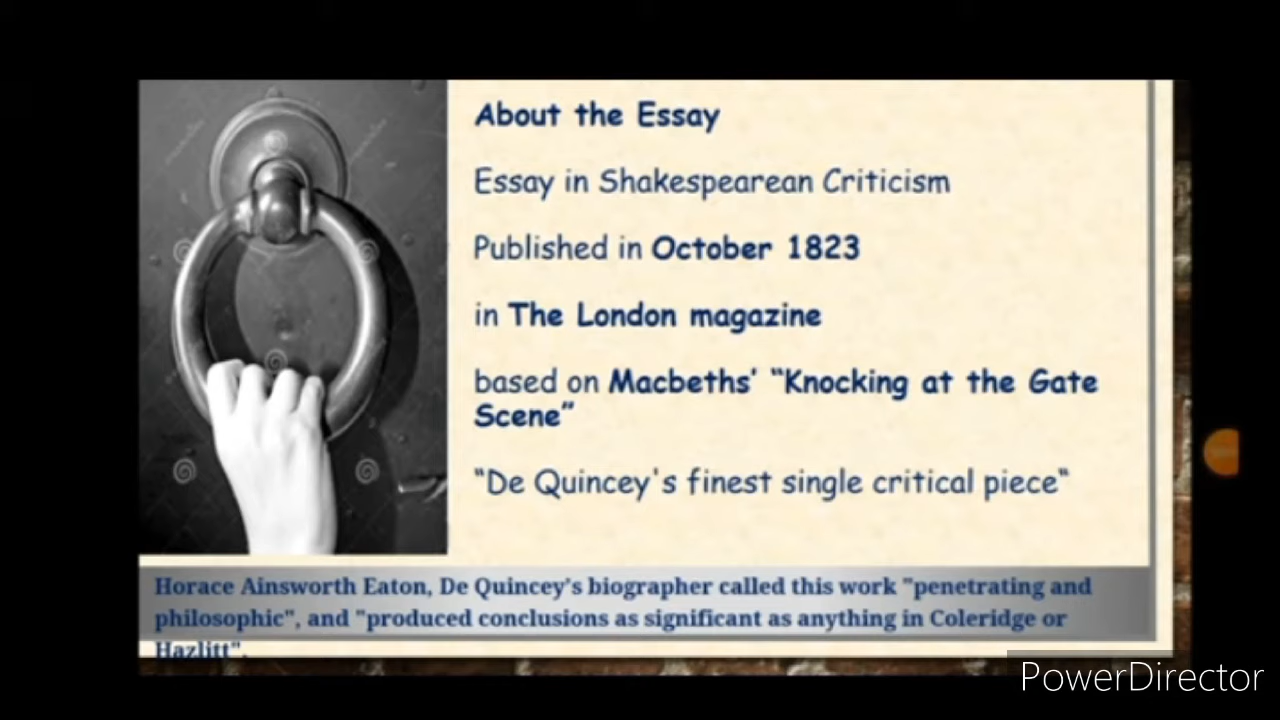 About the Essay
Essay in Shakespearean Criticism
Published in October 1823
in The London magazine
based on Macbeths' “Knocking at the Gate
Scene”
“De Quincey's finest single critical piece“
Horace Ainsworth Eaton, De Quincey's biographer called this work "penetrating and
philosophic", and "produced conclusions as significant as anything in Coleridge or
Hazlitt".
PowerDirector